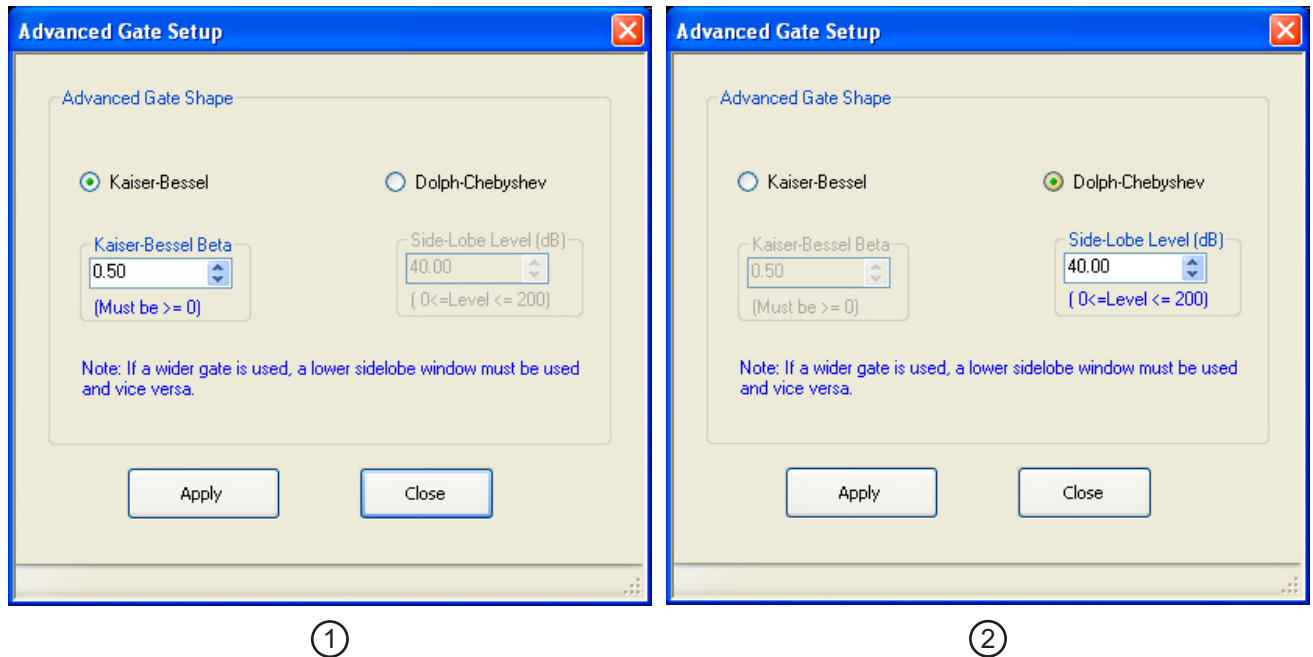 Advanced Gate Setup
Advanced Gate Shape
Kaiser-Bessel
Dolph-Chebyshev
Kaiser-Bessel Beta
0.50
(Must be >= 0)
Side-Lobe Level (dB)
40.00
( 0<=Level <= 200)
Note: If a wider gate is used, a lower sidelobe window must be used
and vice versa.
Apply
Close
1
Advanced Gate Setup
Advanced Gate Shape
Kaiser-Bessel
Dolph-Chebyshev
Kaiser-Bessel Beta
0.50
(Must be >= 0)
Side-Lobe Level (dB)
40.00
( 0<=Level <= 200)
Note: If a wider gate is used, a lower sidelobe window must be used
and vice versa.
Apply
Close
2